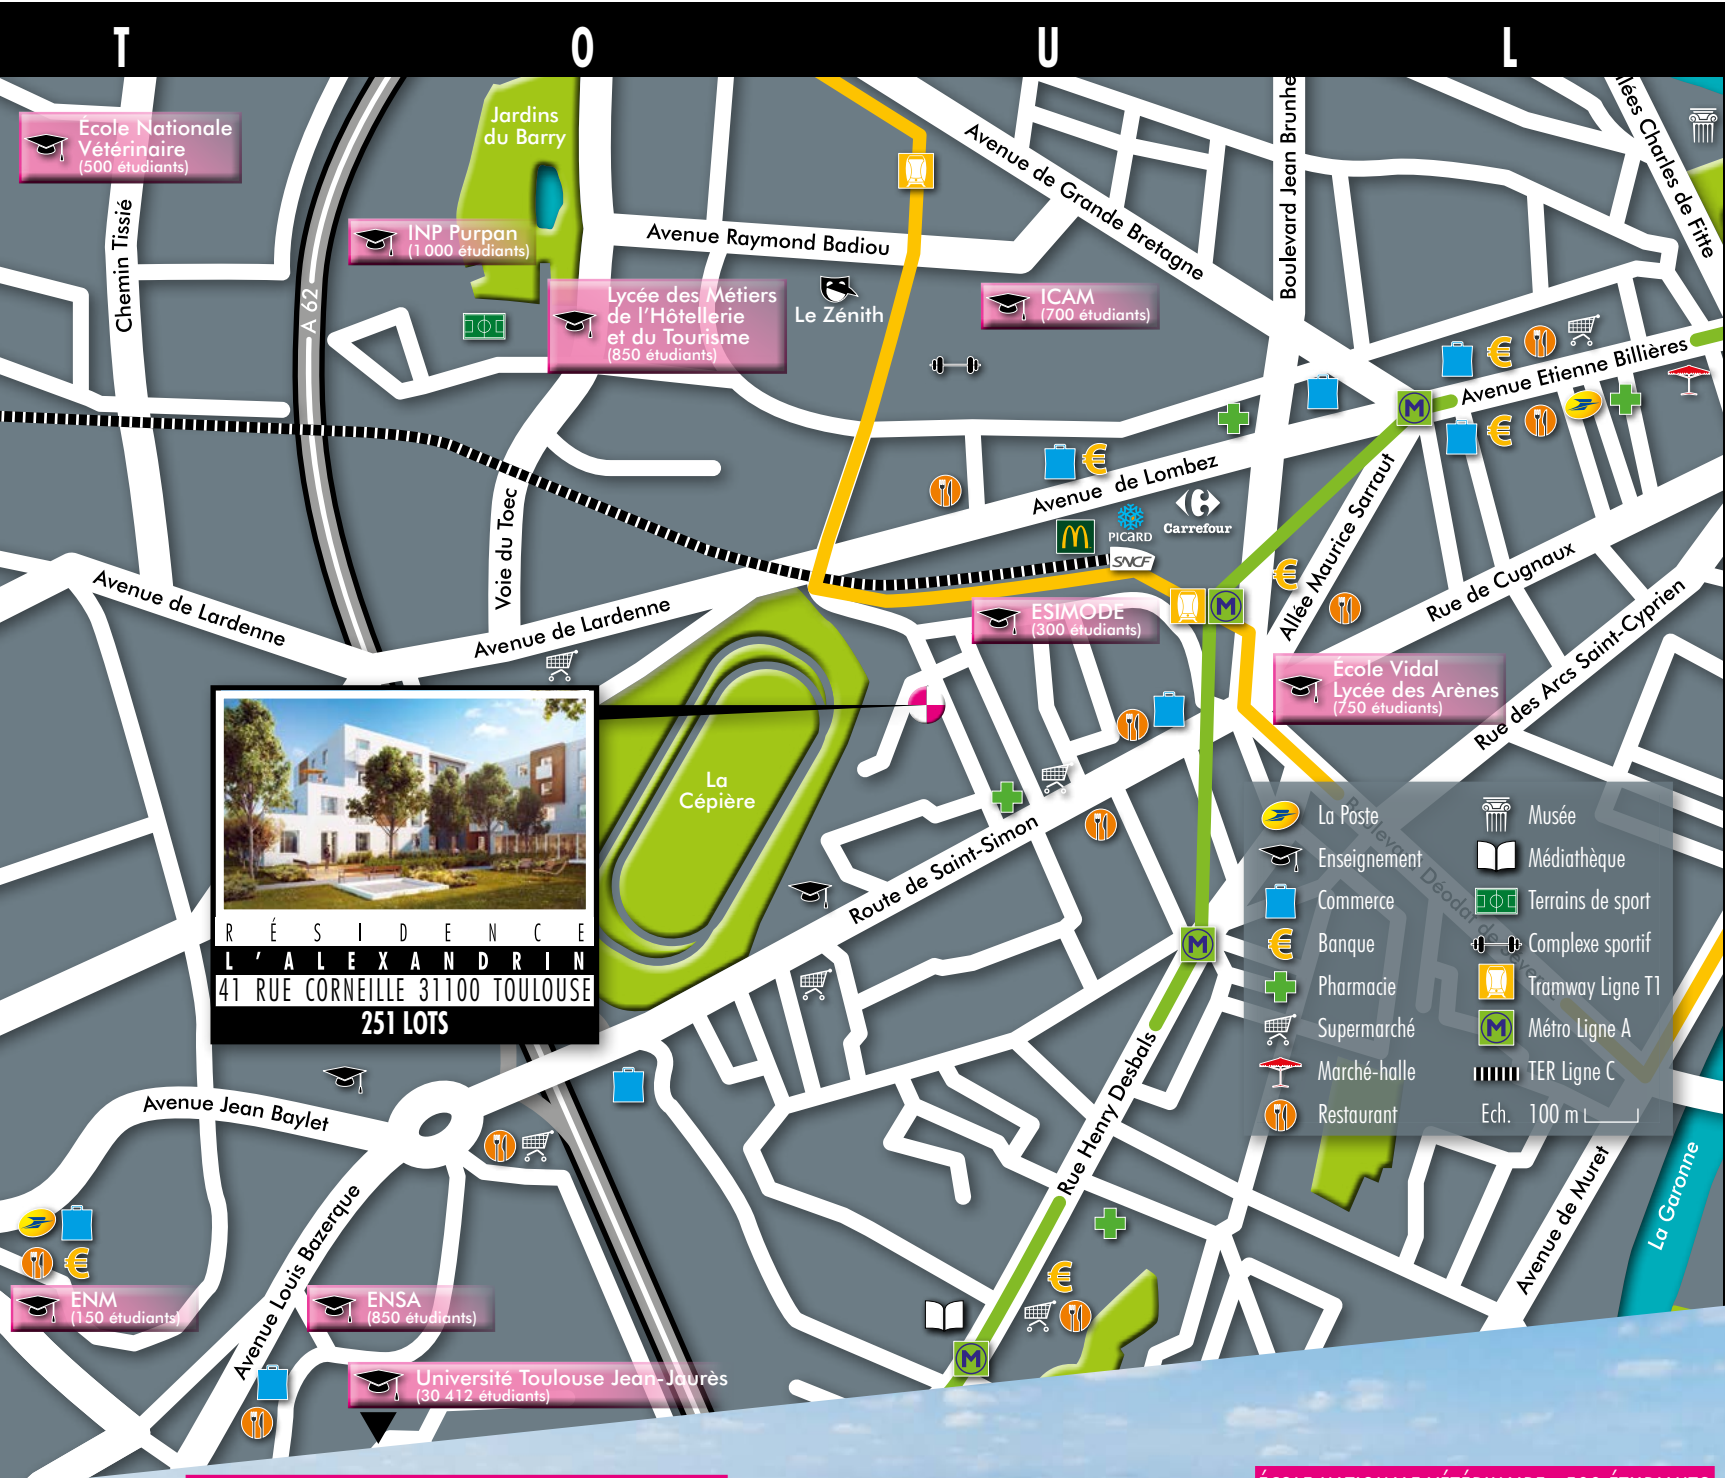 T O U L
École Nationale
Vétérinaire
(500 étudiants)
Jardins
du Barry
INP Purpan
(1 000 étudiants)
Avenue Raymond Badiou
Avenue de Grande Bretagne
Boulevard Jean Brunhe
Charles de Fitte
Chemin Tissié
A 62
Lycée des Métiers
de l'Hôtellerie
et du Tourisme
(850 étudiants)
Le Zénith
ICAM
(700 étudiants)
Avenue Etienne Billières
M
Avenue de Lombez
Allée Maurice Sarraut
PICARD
Carrefour
SNCF
Voie du Toec
Avenue de Lardenne
Avenue de Lardenne
Rue de Cugnaux
Rue des Arcs Saint-Cyprien
ESIMODE
(300 étudiants)
M
École Vidal
Lycée des Arènes
(750 étudiants)
La
Cépière
Route de Saint-Simon
RÉSIDENCE
L'ALEXANDRIN
41 RUE CORNEILLE 31100 TOULOUSE
251 LOTS
M
La Poste
Enseignement
Commerce
Banque
Pharmacie
Supermarché
Marché-halle
Restaurant
Musée
Médiathèque
Terrains de sport
Complexe sportif
Tramway Ligne T1
M Métro Ligne A
TER Ligne C
Ech. 100 m
Rue Henry Desbals
Avenue Jean Baylet
Avenue Louis Bazerque
Avenue de Muret
La Garonne
ENM
(150 étudiants)
ENSA
(850 étudiants)
M
Université Toulouse Jean-Jaurès
(30 412 étudiants)